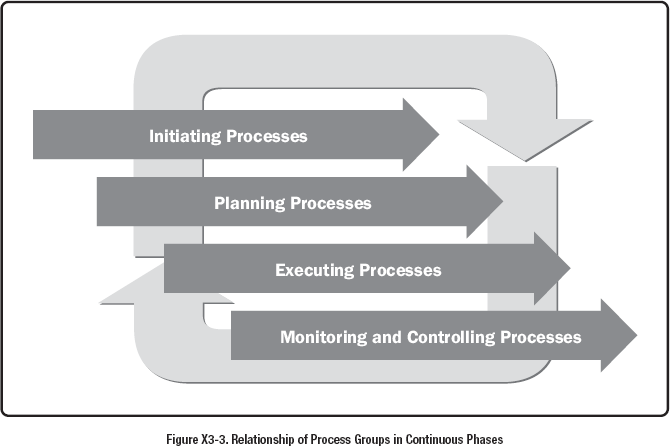 Initiating Processes
Planning Processes
Executing Processes
Monitoring and Controlling Processes
Figure X3-3. Relationship of Process Groups in Continuous Phases